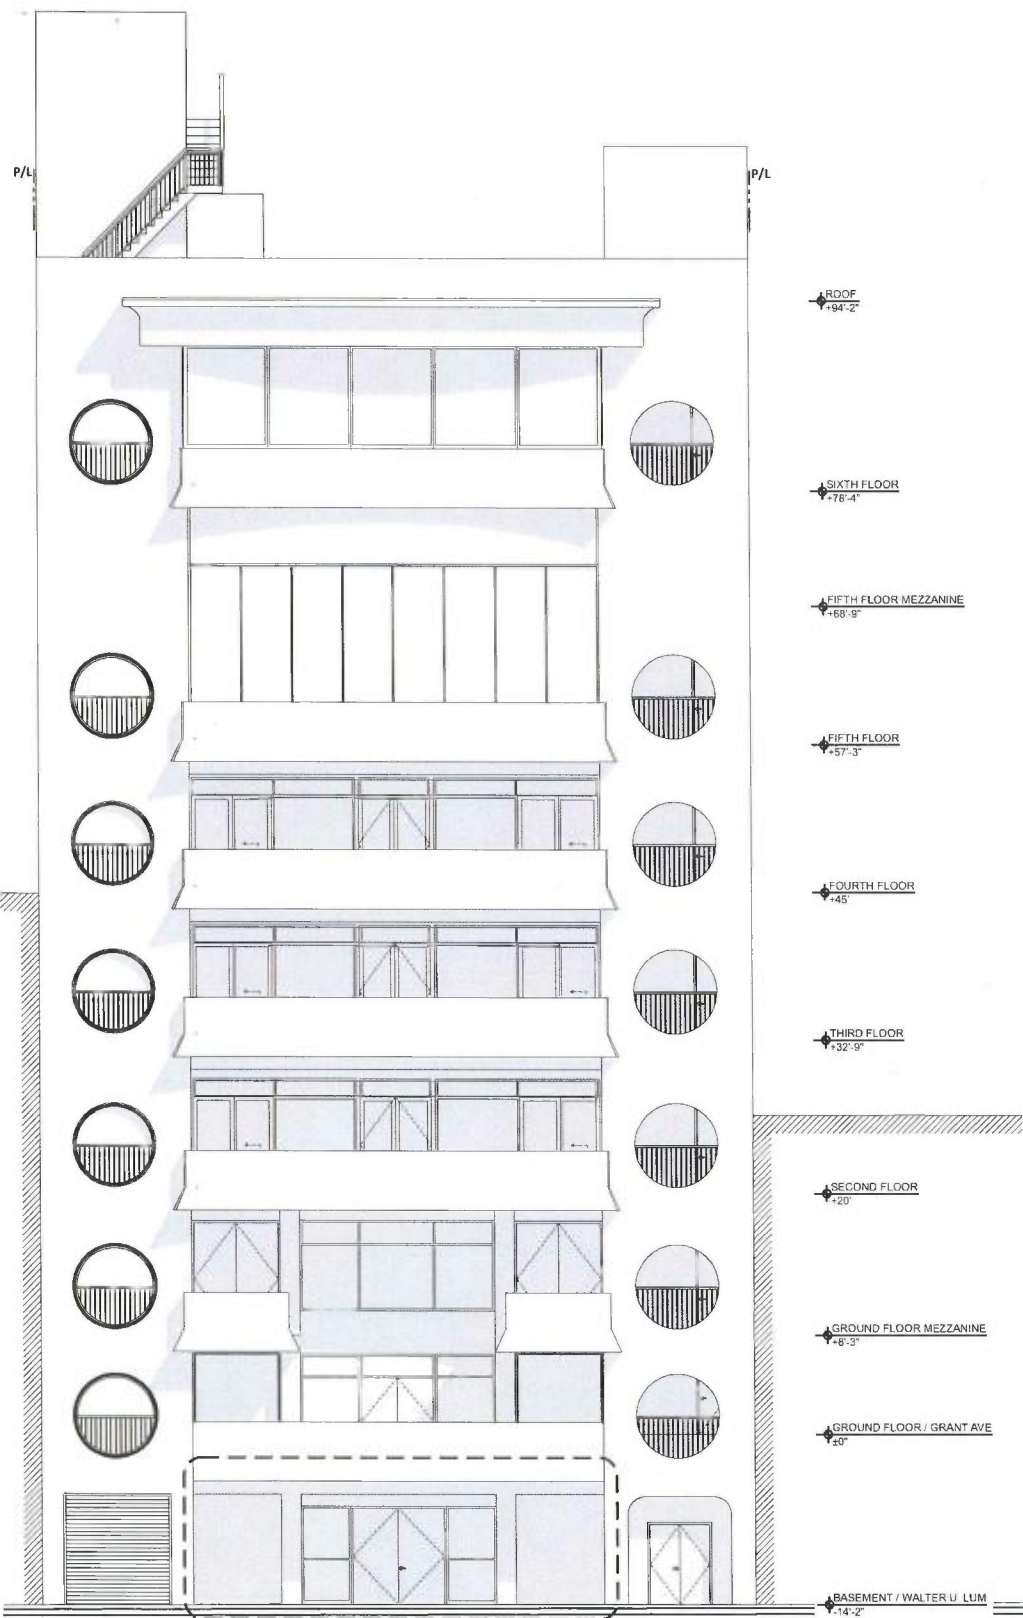 P/L
P/L
ROOF
+94'-2"
SIXTH FLOOR
+78'-4"
FIFTH FLOOR MEZZANINE
+68'-9"
FIFTH FLOOR
+57'-3"
FOURTH FLOOR
+45'
THIRD FLOOR
+32'-9"
SECOND FLOOR
+20'
GROUND FLOOR MEZZANINE
+8'-3"
GROUND FLOOR / GRANT AVE
±0"
BASEMENT / WALTER U. LUM
-14'-2"